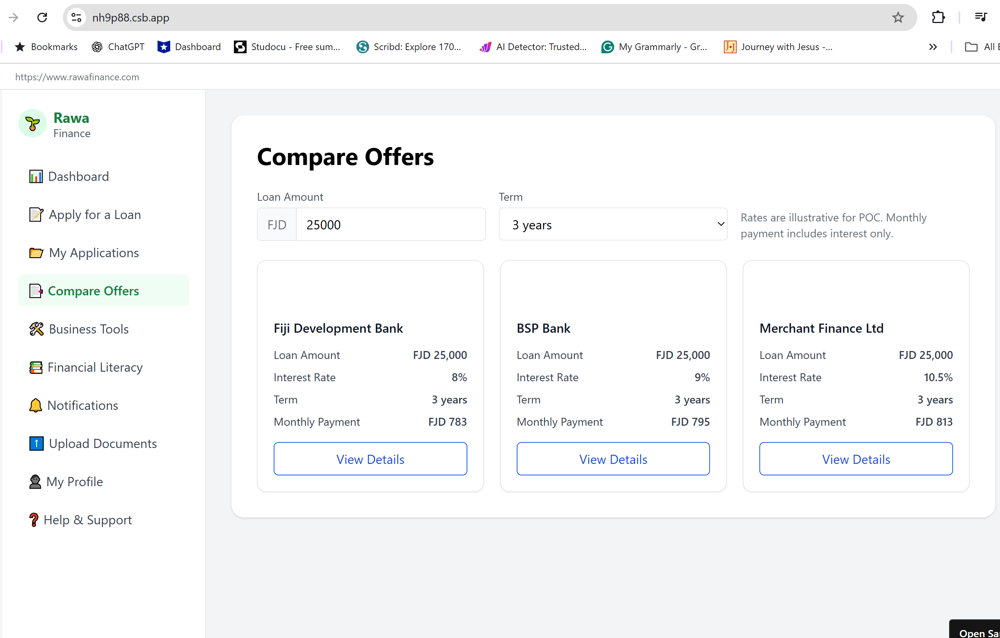 nh9p88.csb.app
Bookmarks ChatGPT Dashboard Studocu - Free sum... Scribd: Explore 170... AI Detector: Trusted... My Grammarly - Gr... Journey with Jesus -... All
https://www.rawafinance.com
Rawa
Finance
Dashboard
Apply for a Loan
My Applications
Compare Offers
Business Tools
Financial Literacy
Notifications
Upload Documents
My Profile
Help & Support
Compare Offers
Loan Amount Term
FJD 25000 3 years
Rates are illustrative for POC. Monthly
payment includes interest only.
Fiji Development Bank
Loan Amount FJD 25,000
Interest Rate 8%
Term 3 years
Monthly Payment FJD 783
View Details
BSP Bank
Loan Amount FJD 25,000
Interest Rate 9%
Term 3 years
Monthly Payment FJD 795
View Details
Merchant Finance Ltd
Loan Amount FJD 25,000
Interest Rate 10.5%
Term 3 years
Monthly Payment FJD 813
View Details
Open